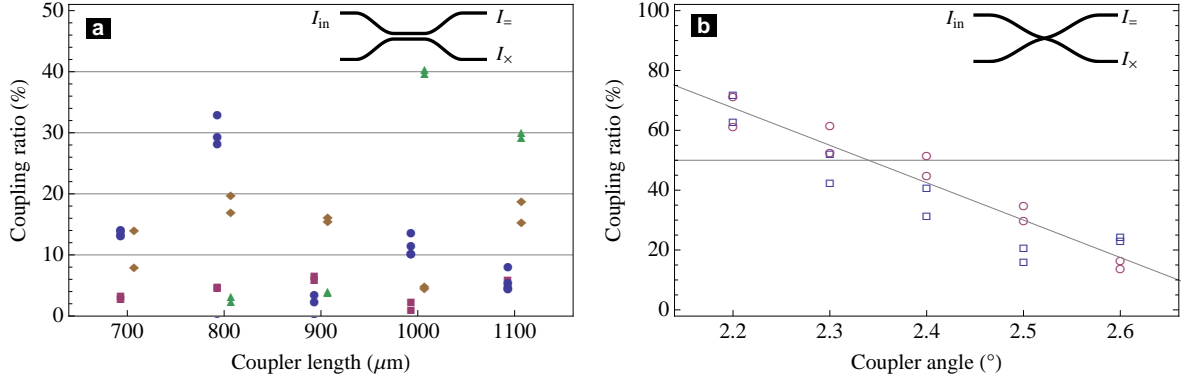 a
I_in
I_=
I_×
Coupling ratio (%)
50
40
30
20
10
0
700 800 900 1000 1100
Coupler length (μm)
b
I_in
I_=
I_×
Coupling ratio (%)
100
80
60
40
20
0
2.2 2.3 2.4 2.5 2.6
Coupler angle (°)